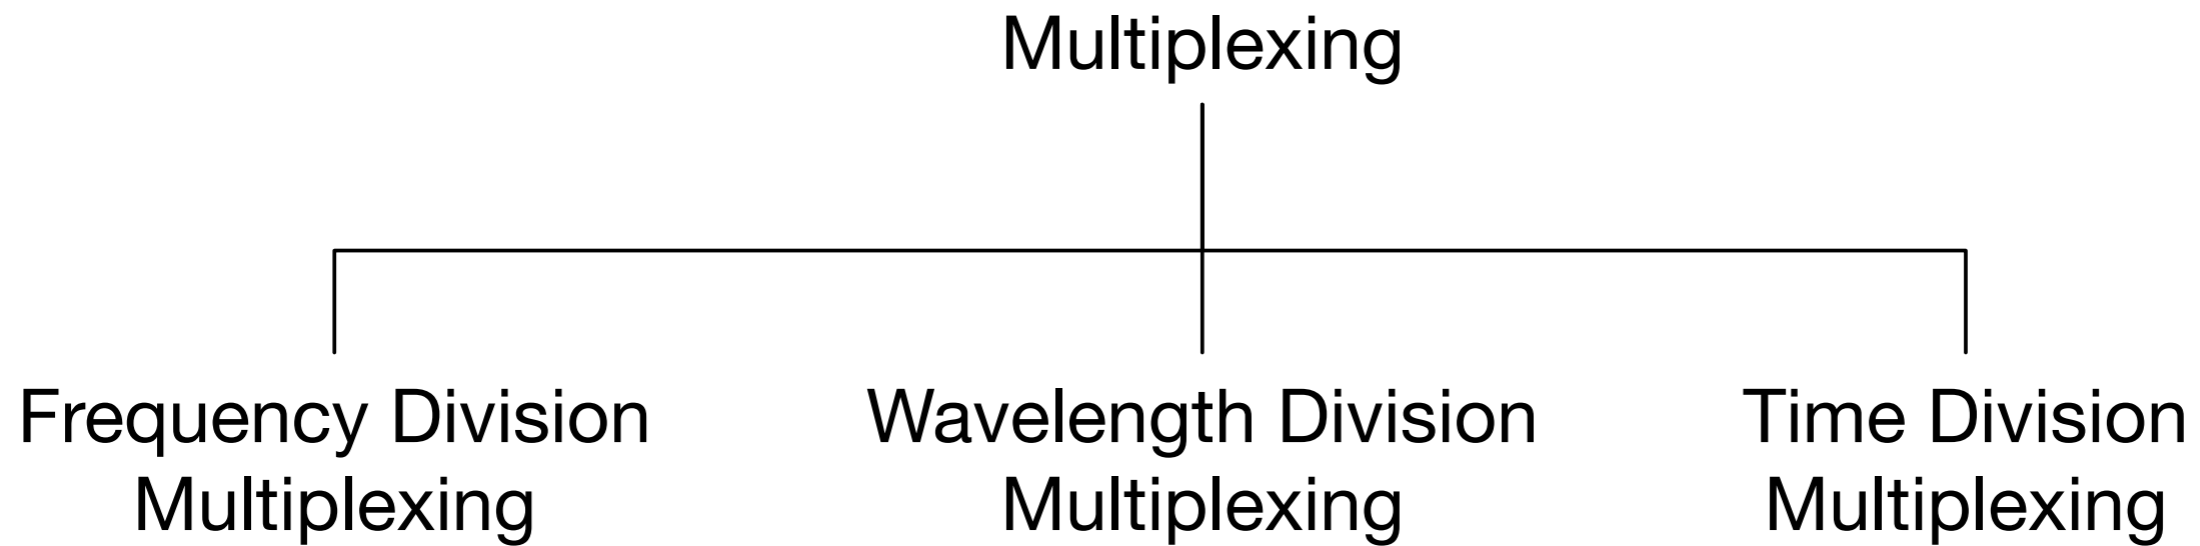 Multiplexing
Frequency Division
Multiplexing
Wavelength Division
Multiplexing
Time Division
Multiplexing